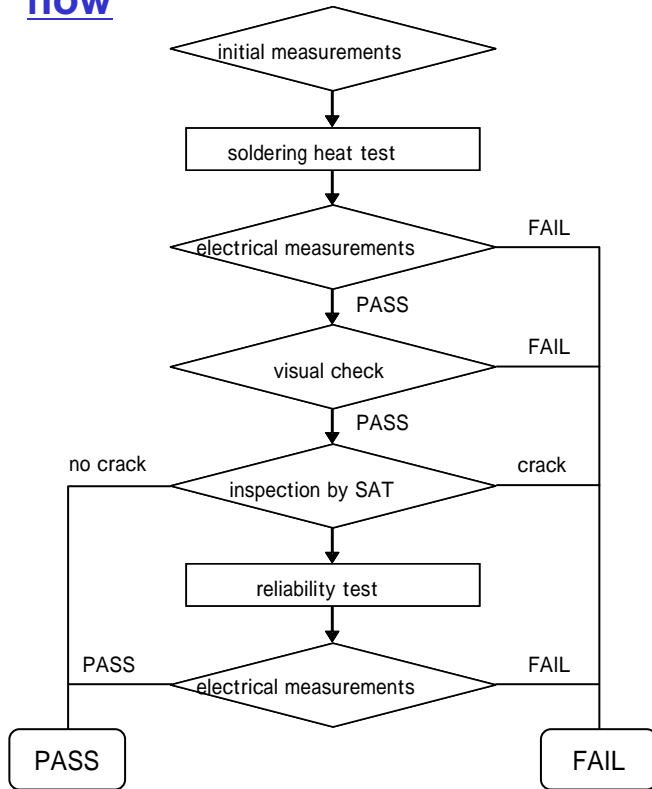 flow
initial measurements
soldering heat test
electrical measurements
FAIL
PASS
visual check
FAIL
PASS
no crack
inspection by SAT
crack
reliability test
PASS
electrical measurements
FAIL
PASS
FAIL